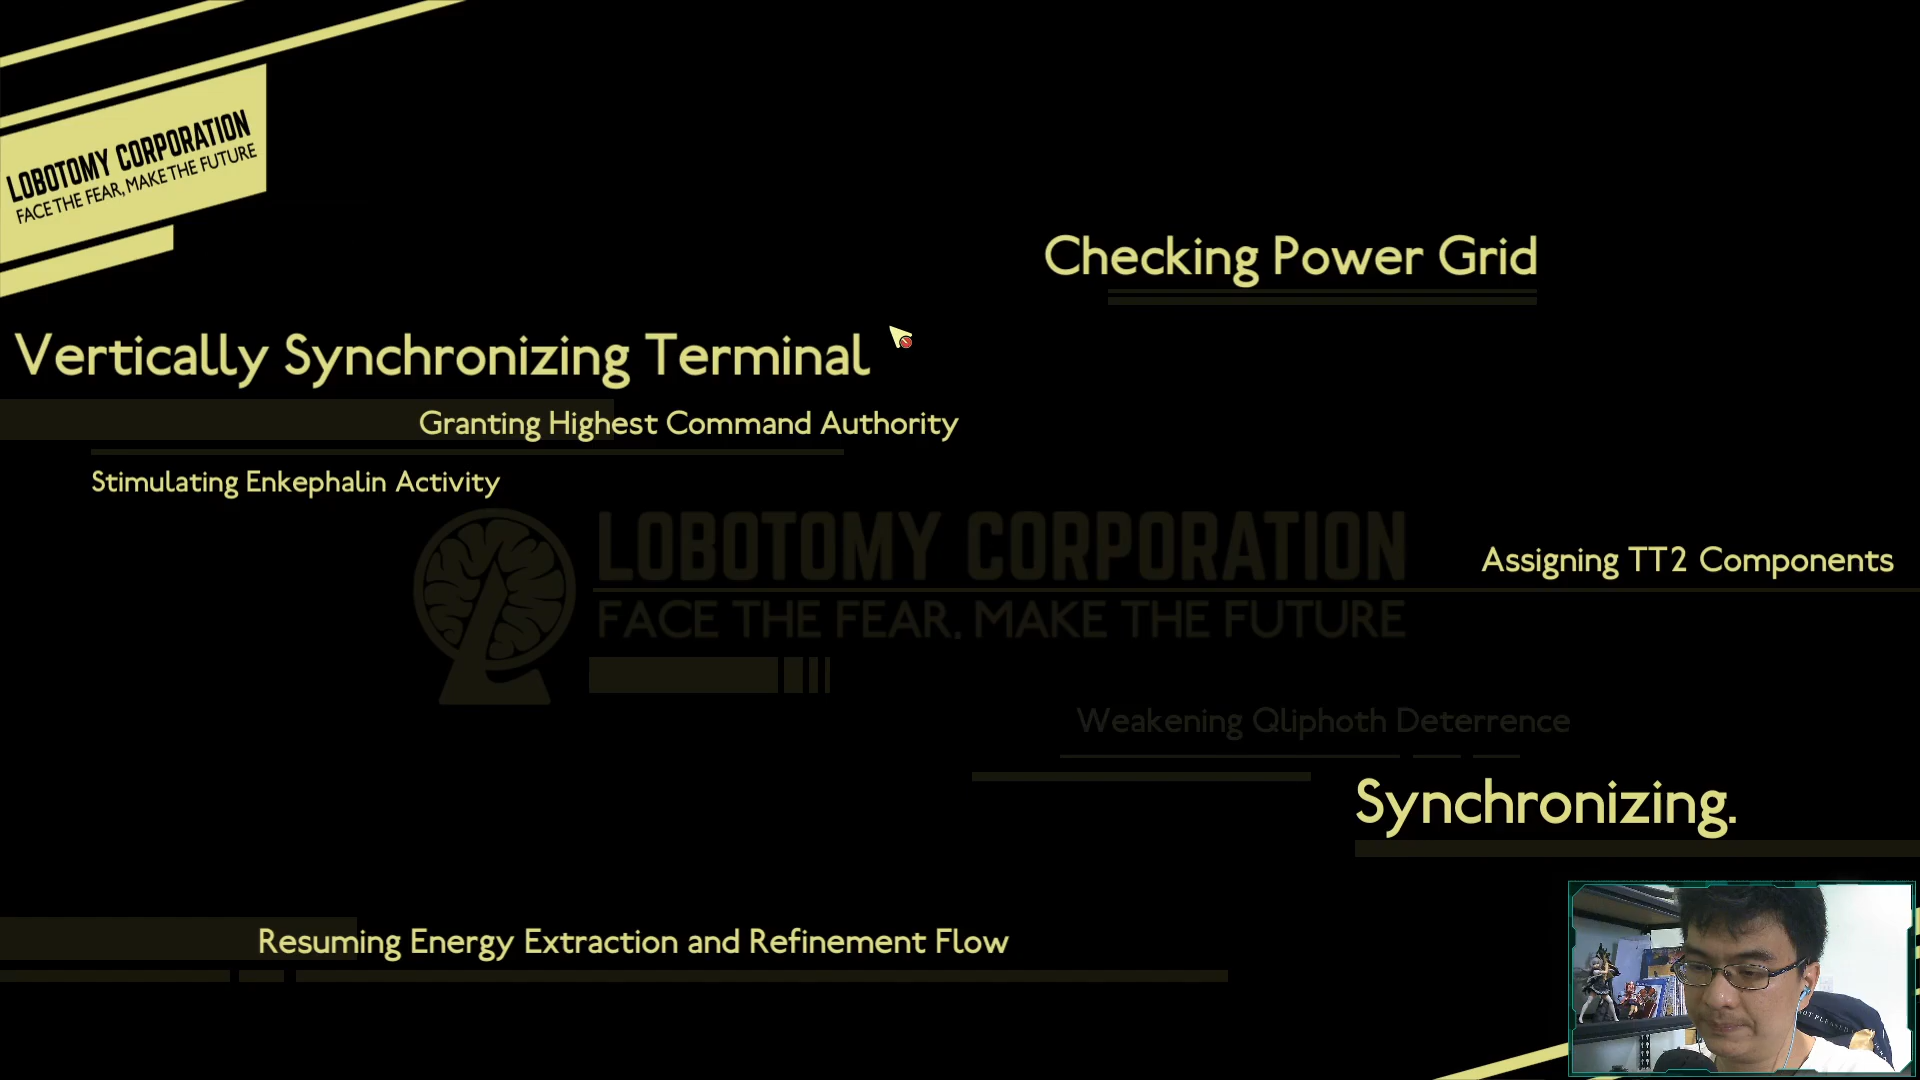 LOBOTOMY CORPORATION
FACE THE FEAR, MAKE THE FUTURE
Checking Power Grid
Vertically Synchronizing Terminal
Granting Highest Command Authority
Stimulating Enkephalin Activity
LOBOTOMY CORPORATION
FACE THE FEAR, MAKE THE FUTURE
Assigning TT2 Components
Weakening Qliphoth Deterrence
Synchronizing.
Resuming Energy Extraction and Refinement Flow